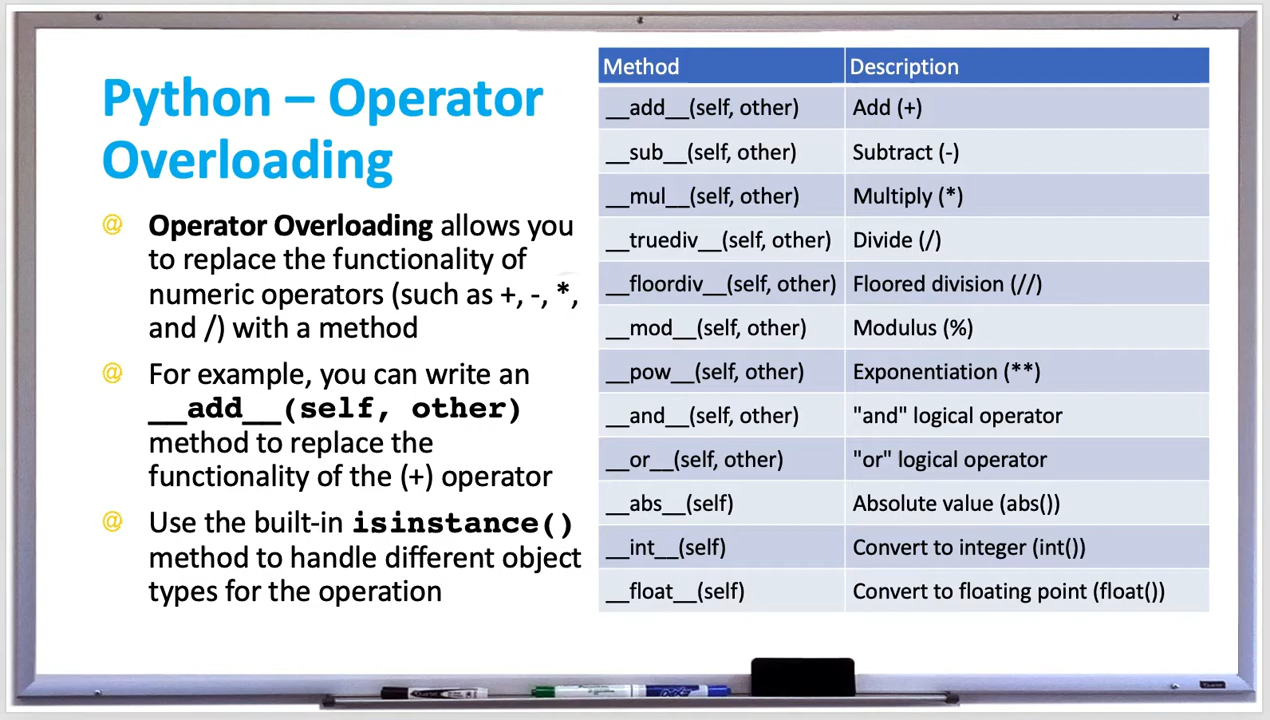 Python – Operator
Overloading
@ Operator Overloading allows you
to replace the functionality of
numeric operators (such as +, -, *,
and /) with a method
@ For example, you can write an
__add__(self, other)
method to replace the
functionality of the (+) operator
@ Use the built-in isinstance()
method to handle different object
types for the operation
Method Description
__add__(self, other) Add (+)
__sub__(self, other) Subtract (-)
__mul__(self, other) Multiply (*)
__truediv__(self, other) Divide (/)
__floordiv__(self, other) Floored division (//)
__mod__(self, other) Modulus (%)
__pow__(self, other) Exponentiation (**)
__and__(self, other) "and" logical operator
__or__(self, other) "or" logical operator
__abs__(self) Absolute value (abs())
__int__(self) Convert to integer (int())
__float__(self) Convert to floating point (float())